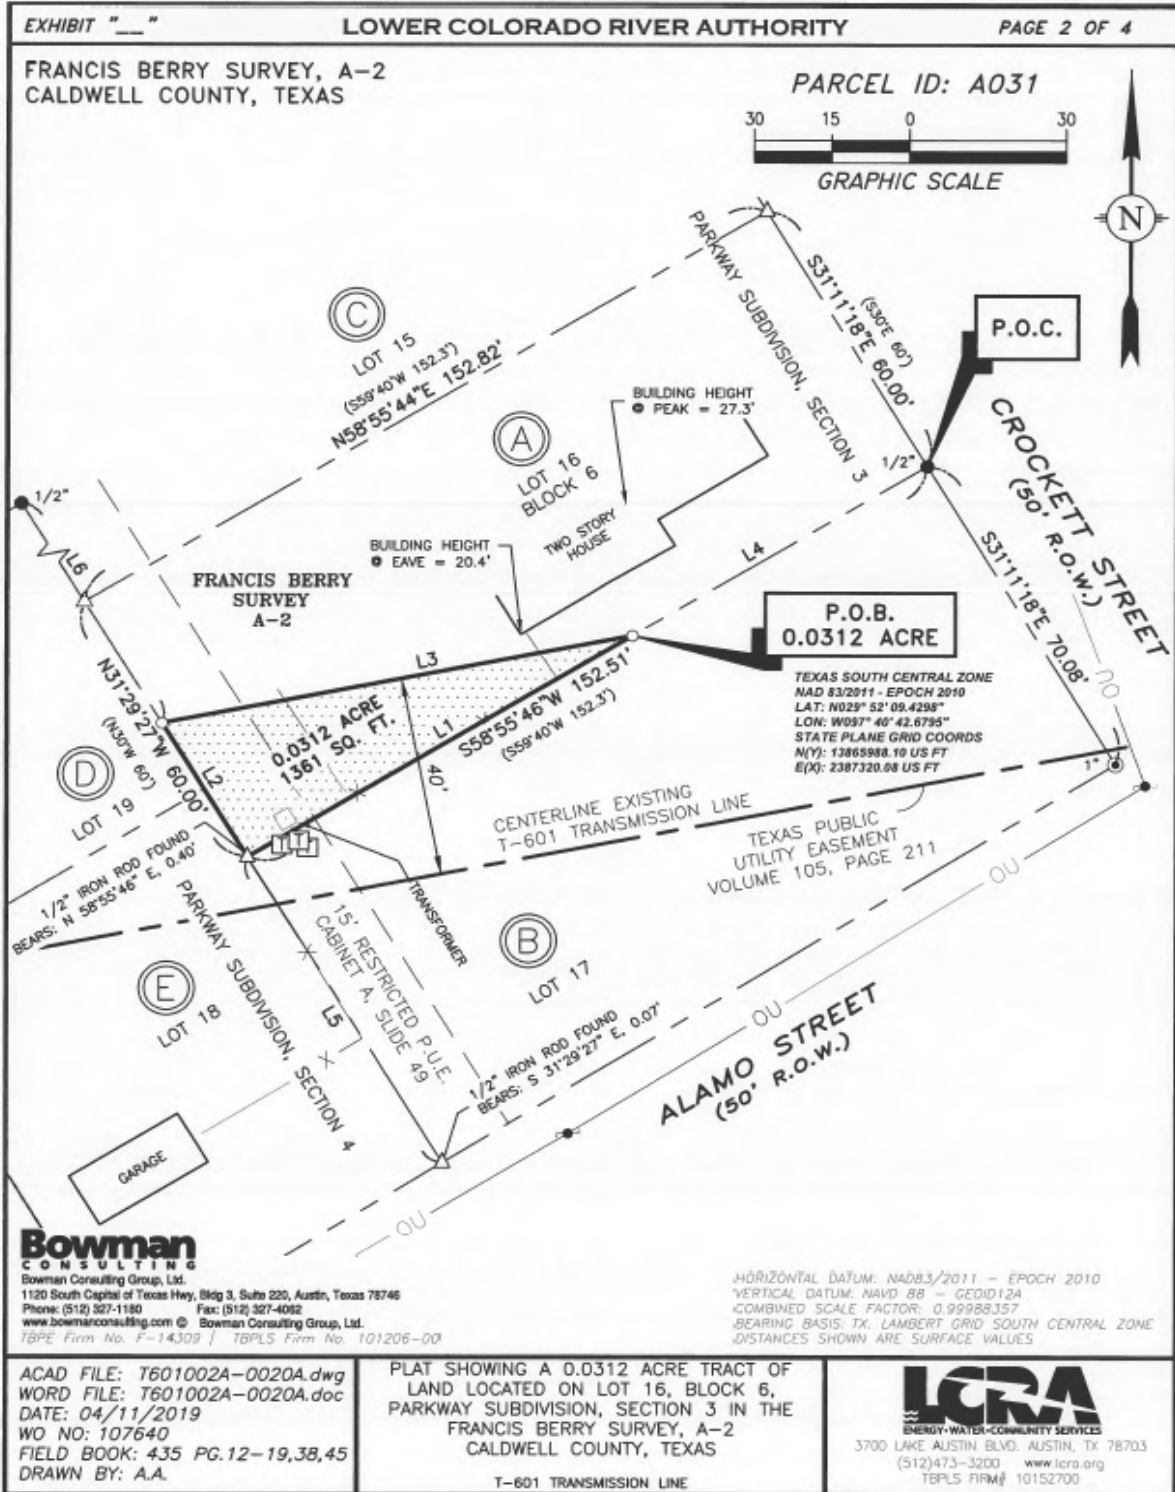 EXHIBIT "__"
LOWER COLORADO RIVER AUTHORITY
PAGE 2 OF 4
FRANCIS BERRY SURVEY, A-2
CALDWELL COUNTY, TEXAS
PARCEL ID: A031
30 15 0 30
GRAPHIC SCALE
N
C
LOT 15
(S59°40'W 152.3')
N58°55'44"E 152.82'
PARKWAY SUBDIVISION, SECTION 3
S31°11'18"E 60.00'
(S30°E 60')
P.O.C.
1/2"
CROCKETT STREET
(50' R.O.W.)
BUILDING HEIGHT
@ PEAK = 27.3'
A
LOT 16
BLOCK 6
TWO STORY
HOUSE
BUILDING HEIGHT
@ EAVE = 20.4'
1/2"
L6
FRANCIS BERRY
SURVEY
A-2
L4
S31°11'18"E 70.08'
P.O.B.
0.0312 ACRE
TEXAS SOUTH CENTRAL ZONE
NAD 83/2011 - EPOCH 2010
LAT: N029° 52' 09.4298"
LON: W097° 40' 42.6795"
STATE PLANE GRID COORDS
N(Y): 13865988.10 US FT
E(X): 2387320.08 US FT
L3
N31°29'27"W 60.00'
(N30°W 60')
L2
0.0312 ACRE
1361 SQ. FT.
L1
S58°55'46"W 152.51'
(S59°40'W 152.3')
40'
OU
1"
D
LOT 19
1/2" IRON ROD FOUND
BEARS: N 58°55'46" E, 0.40'
CENTERLINE EXISTING
T-601 TRANSMISSION LINE
TEXAS PUBLIC
UTILITY EASEMENT
VOLUME 105, PAGE 211
OU
TRANSFORMER
B
LOT 17
PARKWAY SUBDIVISION, SECTION 4
15' RESTRICTED P.U.E.
CABINET A, SLIDE 49
E
LOT 18
L5
1/2" IRON ROD FOUND
BEARS: S 31°29'27" E, 0.07'
OU
ALAMO STREET
(50' R.O.W.)
GARAGE
OU
Bowman
CONSULTING
Bowman Consulting Group, Ltd.
1120 South Capital of Texas Hwy, Bldg 3, Suite 220, Austin, Texas 78746
Phone: (512) 327-1180 Fax: (512) 327-4062
www.bowmanconsulting.com © Bowman Consulting Group, Ltd.
TBPE Firm No. F-14309 | TBPLS Firm No. 101206-00
HORIZONTAL DATUM: NAD83/2011 - EPOCH 2010
VERTICAL DATUM: NAVD 88 - GEOID12A
COMBINED SCALE FACTOR: 0.99988357
BEARING BASIS: TX. LAMBERT GRID SOUTH CENTRAL ZONE
DISTANCES SHOWN ARE SURFACE VALUES
ACAD FILE: T601002A-0020A.dwg
WORD FILE: T601002A-0020A.doc
DATE: 04/11/2019
WO NO: 107640
FIELD BOOK: 435 PG.12-19,38,45
DRAWN BY: A.A.
PLAT SHOWING A 0.0312 ACRE TRACT OF
LAND LOCATED ON LOT 16, BLOCK 6,
PARKWAY SUBDIVISION, SECTION 3 IN THE
FRANCIS BERRY SURVEY, A-2
CALDWELL COUNTY, TEXAS
T-601 TRANSMISSION LINE
LCRA
ENERGY•WATER•COMMUNITY SERVICES
3700 LAKE AUSTIN BLVD. AUSTIN, TX 78703
(512)473-3200 www.lcra.org
TBPLS FIRM# 10152700